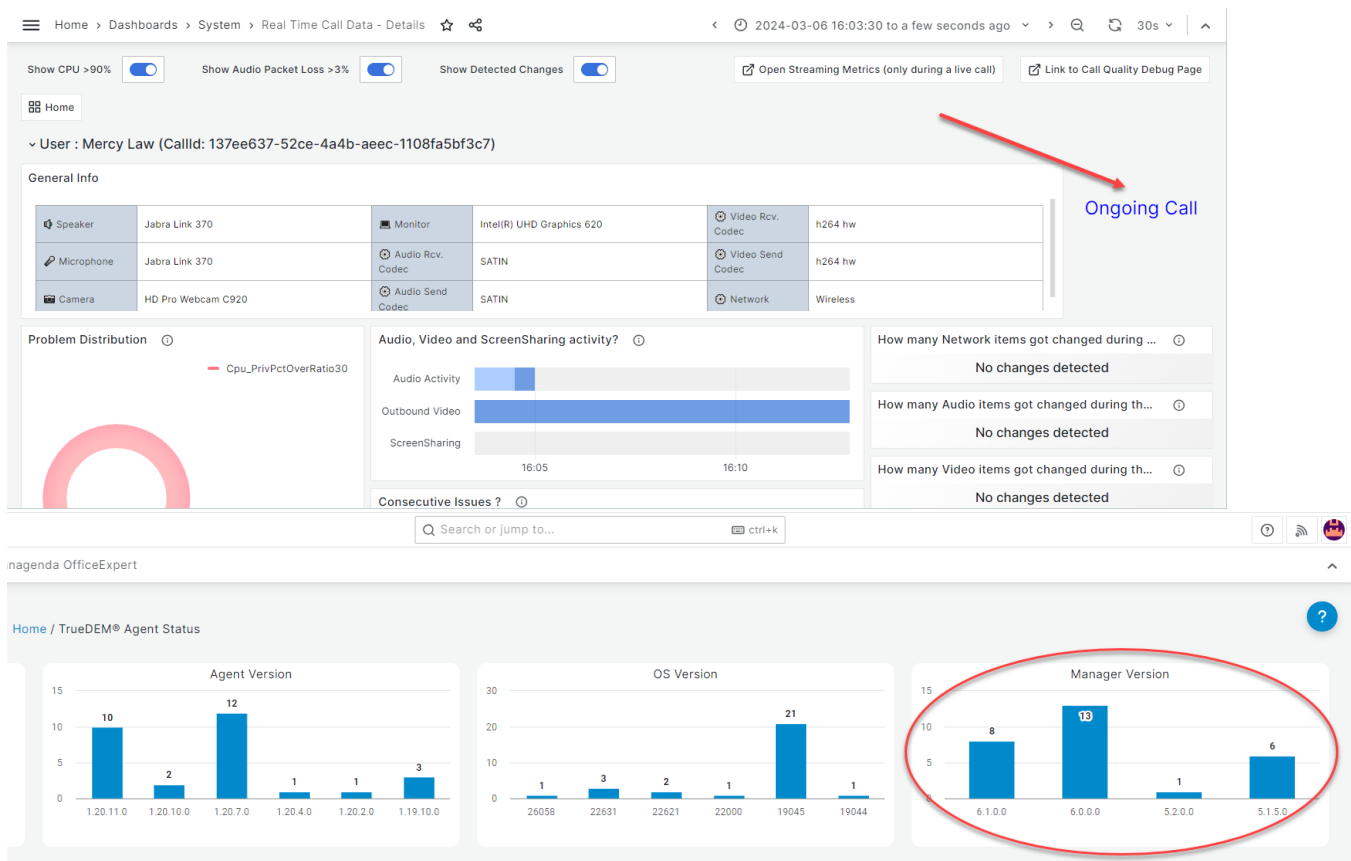 Home › Dashboards › System › Real Time Call Data - Details
2024-03-06 16:03:30 to a few seconds ago
30s
Show CPU >90%
Show Audio Packet Loss >3%
Show Detected Changes
Open Streaming Metrics (only during a live call)
Link to Call Quality Debug Page
Home
User : Mercy Law (CallId: 137ee637-52ce-4a4b-aeec-1108fa5bf3c7)
General Info
Ongoing Call
Speaker Jabra Link 370 Monitor Intel(R) UHD Graphics 620 Video Rcv. Codec h264 hw
Microphone Jabra Link 370 Audio Rcv. Codec SATIN Video Send Codec h264 hw
Camera HD Pro Webcam C920 Audio Send Codec SATIN Network Wireless
Problem Distribution
Cpu_PrivPctOverRatio30
Audio, Video and ScreenSharing activity?
Audio Activity
Outbound Video
ScreenSharing
16:05 16:10
Consecutive Issues ?
How many Network items got changed during ...
No changes detected
How many Audio items got changed during th...
No changes detected
How many Video items got changed during th...
No changes detected
Search or jump to...
ctrl+k
nagenda OfficeExpert
?
Home / TrueDEM® Agent Status
Agent Version
15
10
5
0
10 2 12 1 1 3
1.20.11.0 1.20.10.0 1.20.7.0 1.20.4.0 1.20.2.0 1.19.10.0
OS Version
30
20
10
0
1 3 2 1 21 1
26058 22631 22621 22000 19045 19044
Manager Version
15
10
5
0
8 13 1 6
6.1.0.0 6.0.0.0 5.2.0.0 5.1.5.0